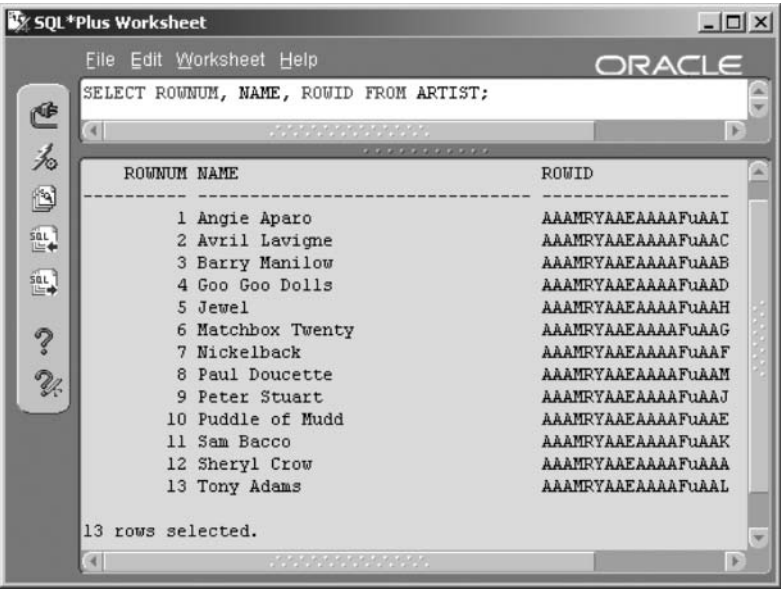 SQL*Plus Worksheet
File Edit Worksheet Help
ORACLE
SELECT ROWNUM, NAME, ROWID FROM ARTIST;
ROWNUM NAME ROWID
---------- -------------------------------- ------------------
1 Angie Aparo AAAMRYAAEAAAAFuAAI
2 Avril Lavigne AAAMRYAAEAAAAFuAAC
3 Barry Manilow AAAMRYAAEAAAAFuAAB
4 Goo Goo Dolls AAAMRYAAEAAAAFuAAD
5 Jewel AAAMRYAAEAAAAFuAAH
6 Matchbox Twenty AAAMRYAAEAAAAFuAAG
7 Nickelback AAAMRYAAEAAAAFuAAF
8 Paul Doucette AAAMRYAAEAAAAFuAAM
9 Peter Stuart AAAMRYAAEAAAAFuAAJ
10 Puddle of Mudd AAAMRYAAEAAAAFuAAE
11 Sam Bacco AAAMRYAAEAAAAFuAAK
12 Sheryl Crow AAAMRYAAEAAAAFuAAA
13 Tony Adams AAAMRYAAEAAAAFuAAL
13 rows selected.
SQL
SQL